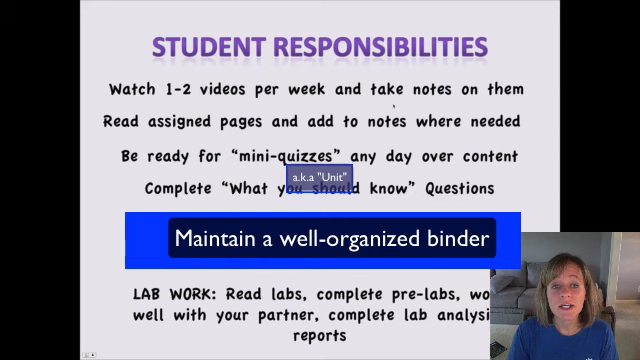 STUDENT RESPONSIBILITIES
Watch 1-2 videos per week and take notes on them
Read assigned pages and add to notes where needed
Be ready for “mini-quizzes” any day over content
a.k.a "Unit"
Complete “What you should know” Questions
Maintain a well-organized binder
LAB WORK: Read labs, complete pre-labs,
well with your partner, complete lab
reports